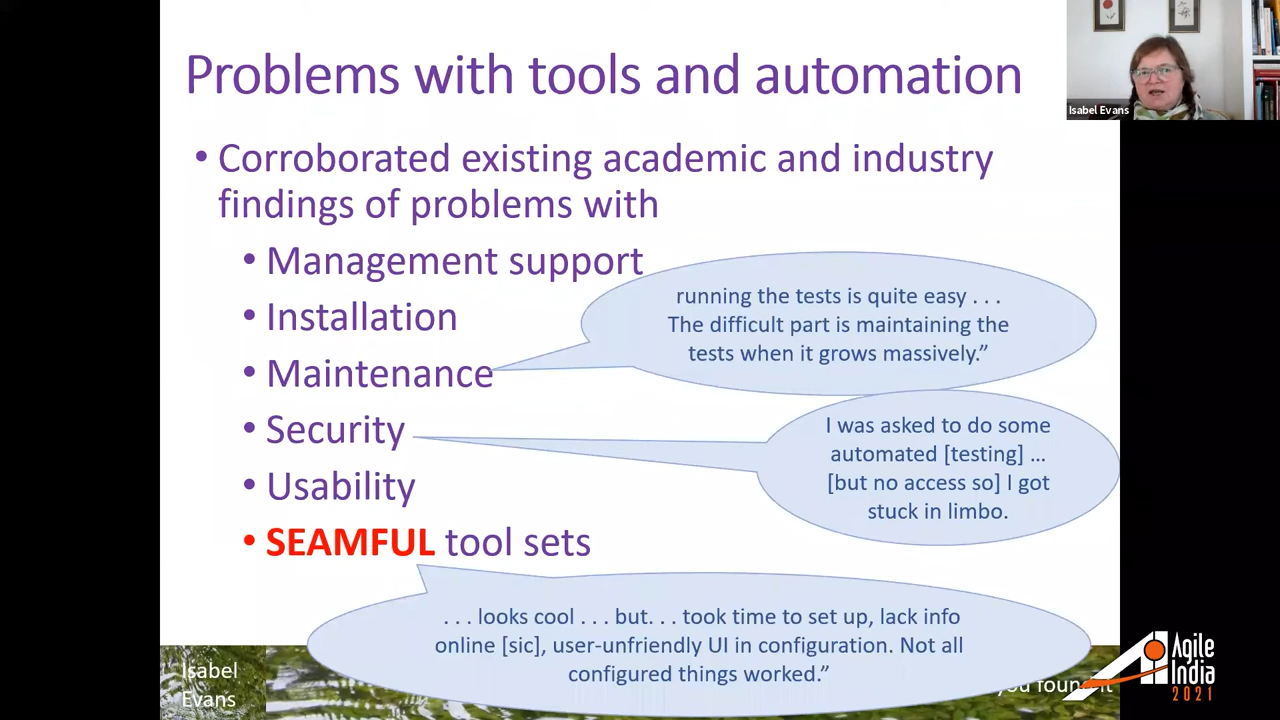 Problems with tools and automation
Isabel Evans
• Corroborated existing academic and industry
findings of problems with
• Management support
• Installation
• Maintenance
• Security
• Usability
• SEAMFUL tool sets
running the tests is quite easy . . .
The difficult part is maintaining the
tests when it grows massively.”
I was asked to do some
automated [testing] …
[but no access so] I got
stuck in limbo.
. . . looks cool . . . but. . . took time to set up, lack info
online [sic], user-unfriendly UI in configuration. Not all
configured things worked.”
Isabel
Evans
you found it
Agile
India
2021